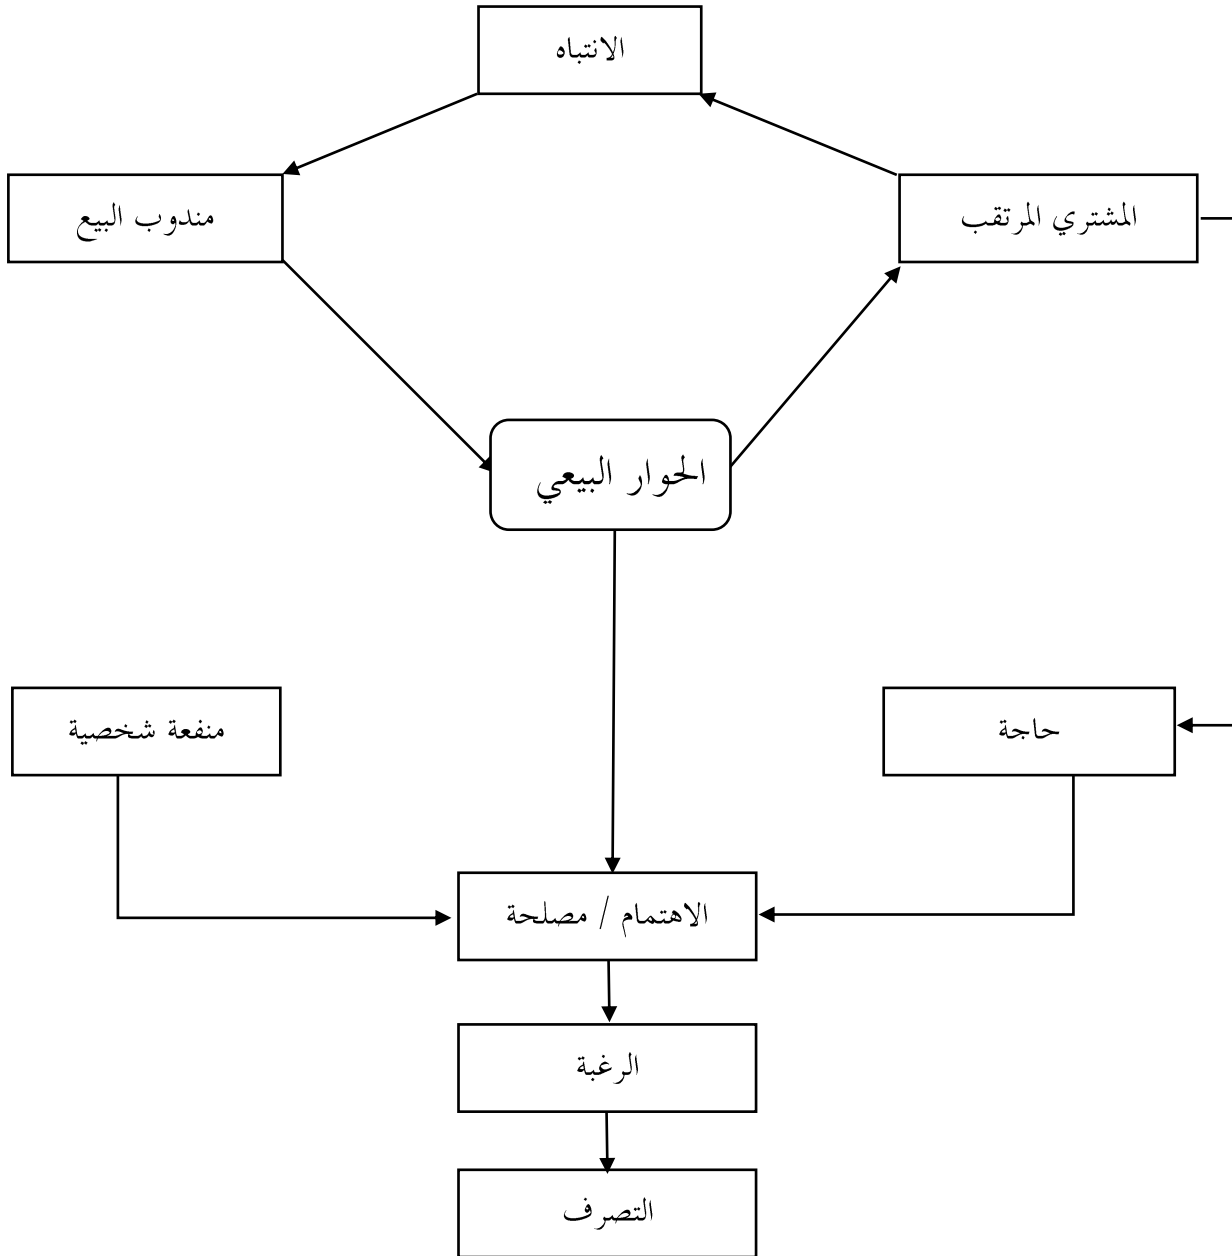 الانتباه
المشتري المرتقب
مندوب البيع
الحوار البيعي
حاجة
منفعة شخصية
الاهتمام / مصلحة
الرغبة
التصرف